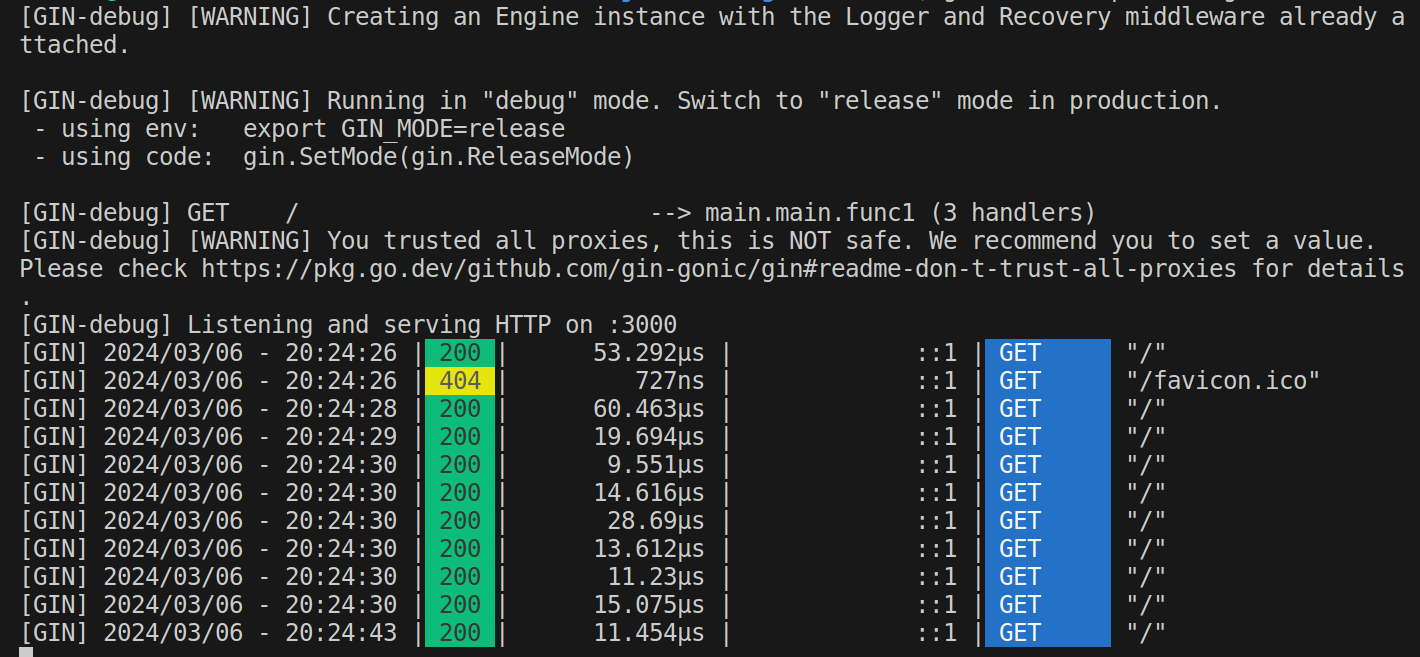 [GIN-debug] [WARNING] Creating an Engine instance with the Logger and Recovery middleware already a
ttached.
[GIN-debug] [WARNING] Running in "debug" mode. Switch to "release" mode in production.
 - using env:   export GIN_MODE=release
 - using code:  gin.SetMode(gin.ReleaseMode)
[GIN-debug] GET    /                         --> main.main.func1 (3 handlers)
[GIN-debug] [WARNING] You trusted all proxies, this is NOT safe. We recommend you to set a value.
Please check https://pkg.go.dev/github.com/gin-gonic/gin#readme-don-t-trust-all-proxies for details
.
[GIN-debug] Listening and serving HTTP on :3000
[GIN] 2024/03/06 - 20:24:26 | 200 |      53.292µs |             ::1 | GET      "/"
[GIN] 2024/03/06 - 20:24:26 | 404 |         727ns |             ::1 | GET      "/favicon.ico"
[GIN] 2024/03/06 - 20:24:28 | 200 |      60.463µs |             ::1 | GET      "/"
[GIN] 2024/03/06 - 20:24:29 | 200 |      19.694µs |             ::1 | GET      "/"
[GIN] 2024/03/06 - 20:24:30 | 200 |       9.551µs |             ::1 | GET      "/"
[GIN] 2024/03/06 - 20:24:30 | 200 |      14.616µs |             ::1 | GET      "/"
[GIN] 2024/03/06 - 20:24:30 | 200 |       28.69µs |             ::1 | GET      "/"
[GIN] 2024/03/06 - 20:24:30 | 200 |      13.612µs |             ::1 | GET      "/"
[GIN] 2024/03/06 - 20:24:30 | 200 |       11.23µs |             ::1 | GET      "/"
[GIN] 2024/03/06 - 20:24:30 | 200 |      15.075µs |             ::1 | GET      "/"
[GIN] 2024/03/06 - 20:24:43 | 200 |      11.454µs |             ::1 | GET      "/"